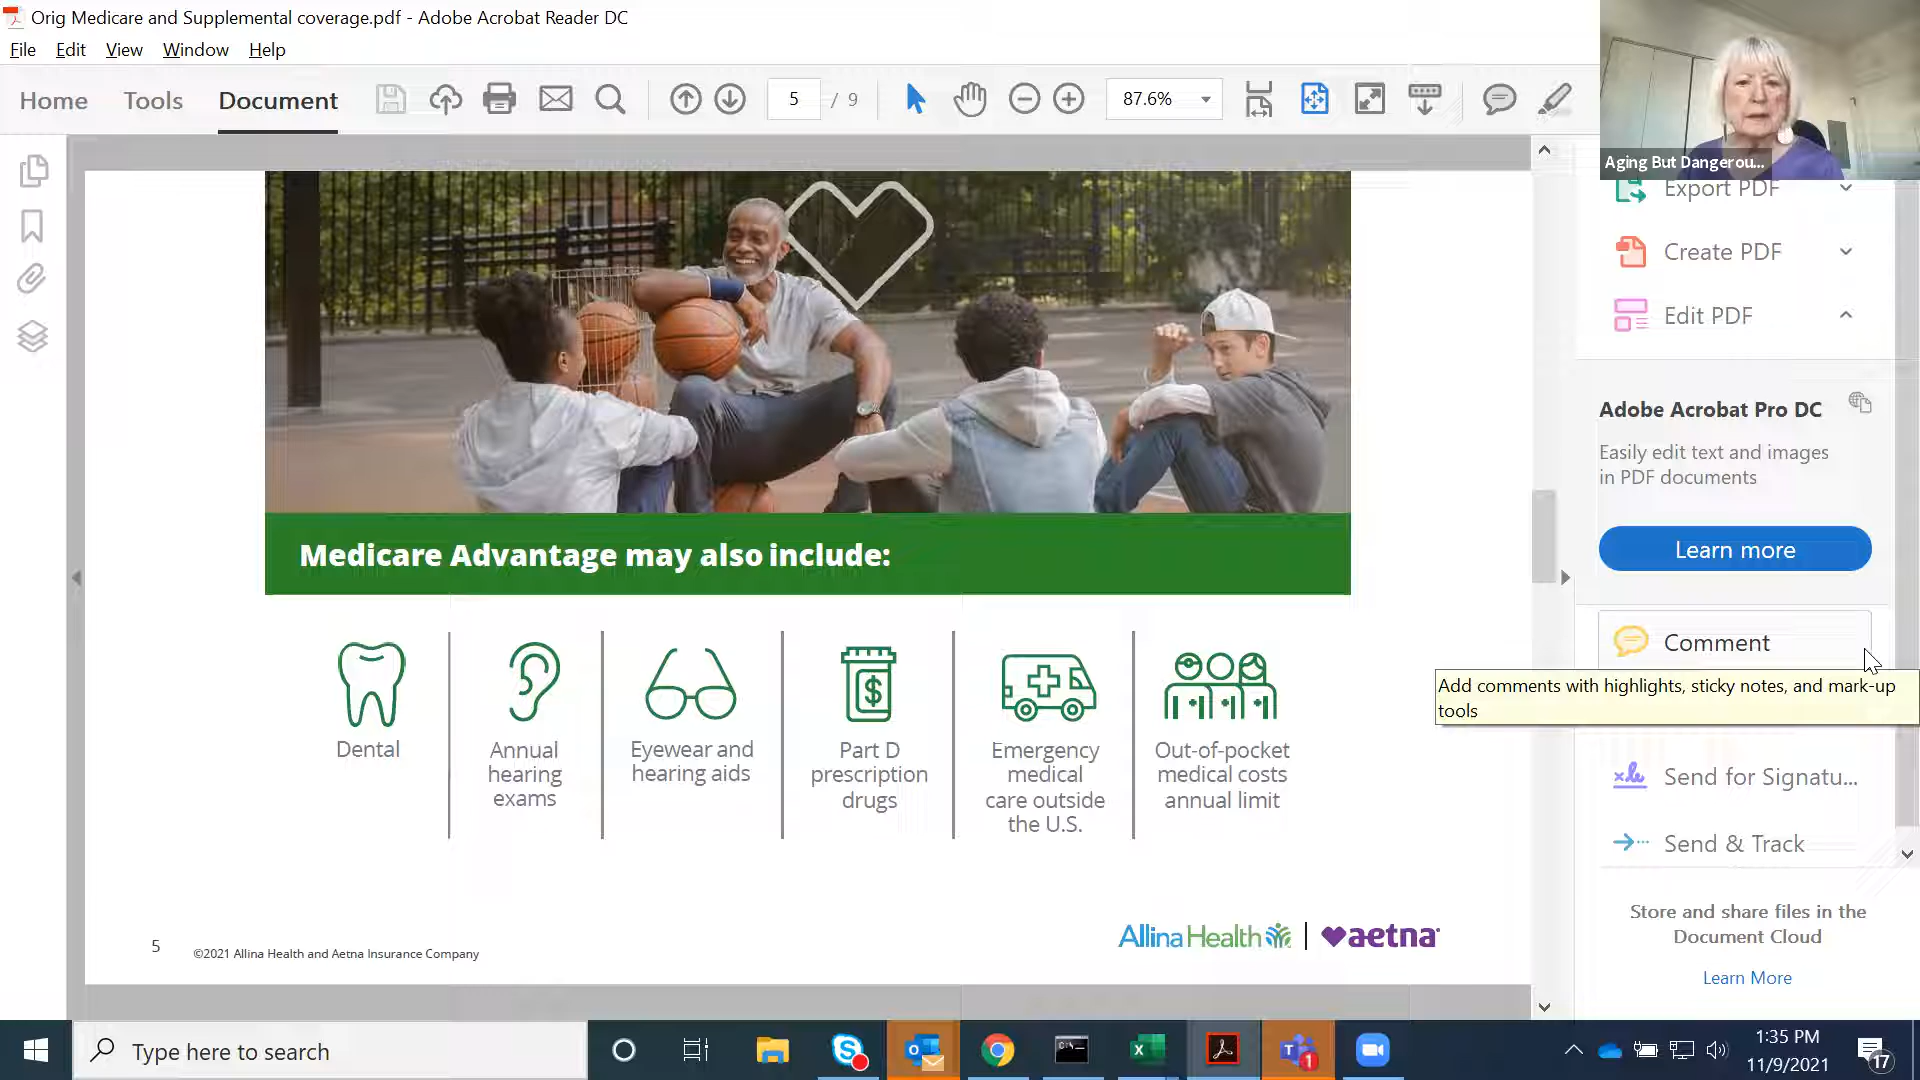 Orig Medicare and Supplemental coverage.pdf - Adobe Acrobat Reader DC
File Edit View Window Help
Home Tools Document 5 / 9 87.6%
Aging But Dangerou...
Export PDF
Create PDF
Edit PDF
Adobe Acrobat Pro DC
Easily edit text and images
in PDF documents
Learn more
Comment
Add comments with highlights, sticky notes, and mark-up
tools
Send for Signatu...
Send & Track
Store and share files in the
Document Cloud
Learn More
Medicare Advantage may also include:
Dental
Annual
hearing
exams
Eyewear and
hearing aids
$
Part D
prescription
drugs
Emergency
medical
care outside
the U.S.
Out-of-pocket
medical costs
annual limit
5 ©2021 Allina Health and Aetna Insurance Company
Allina Health | aetna
Type here to search
1
1:35 PM
11/9/2021
17